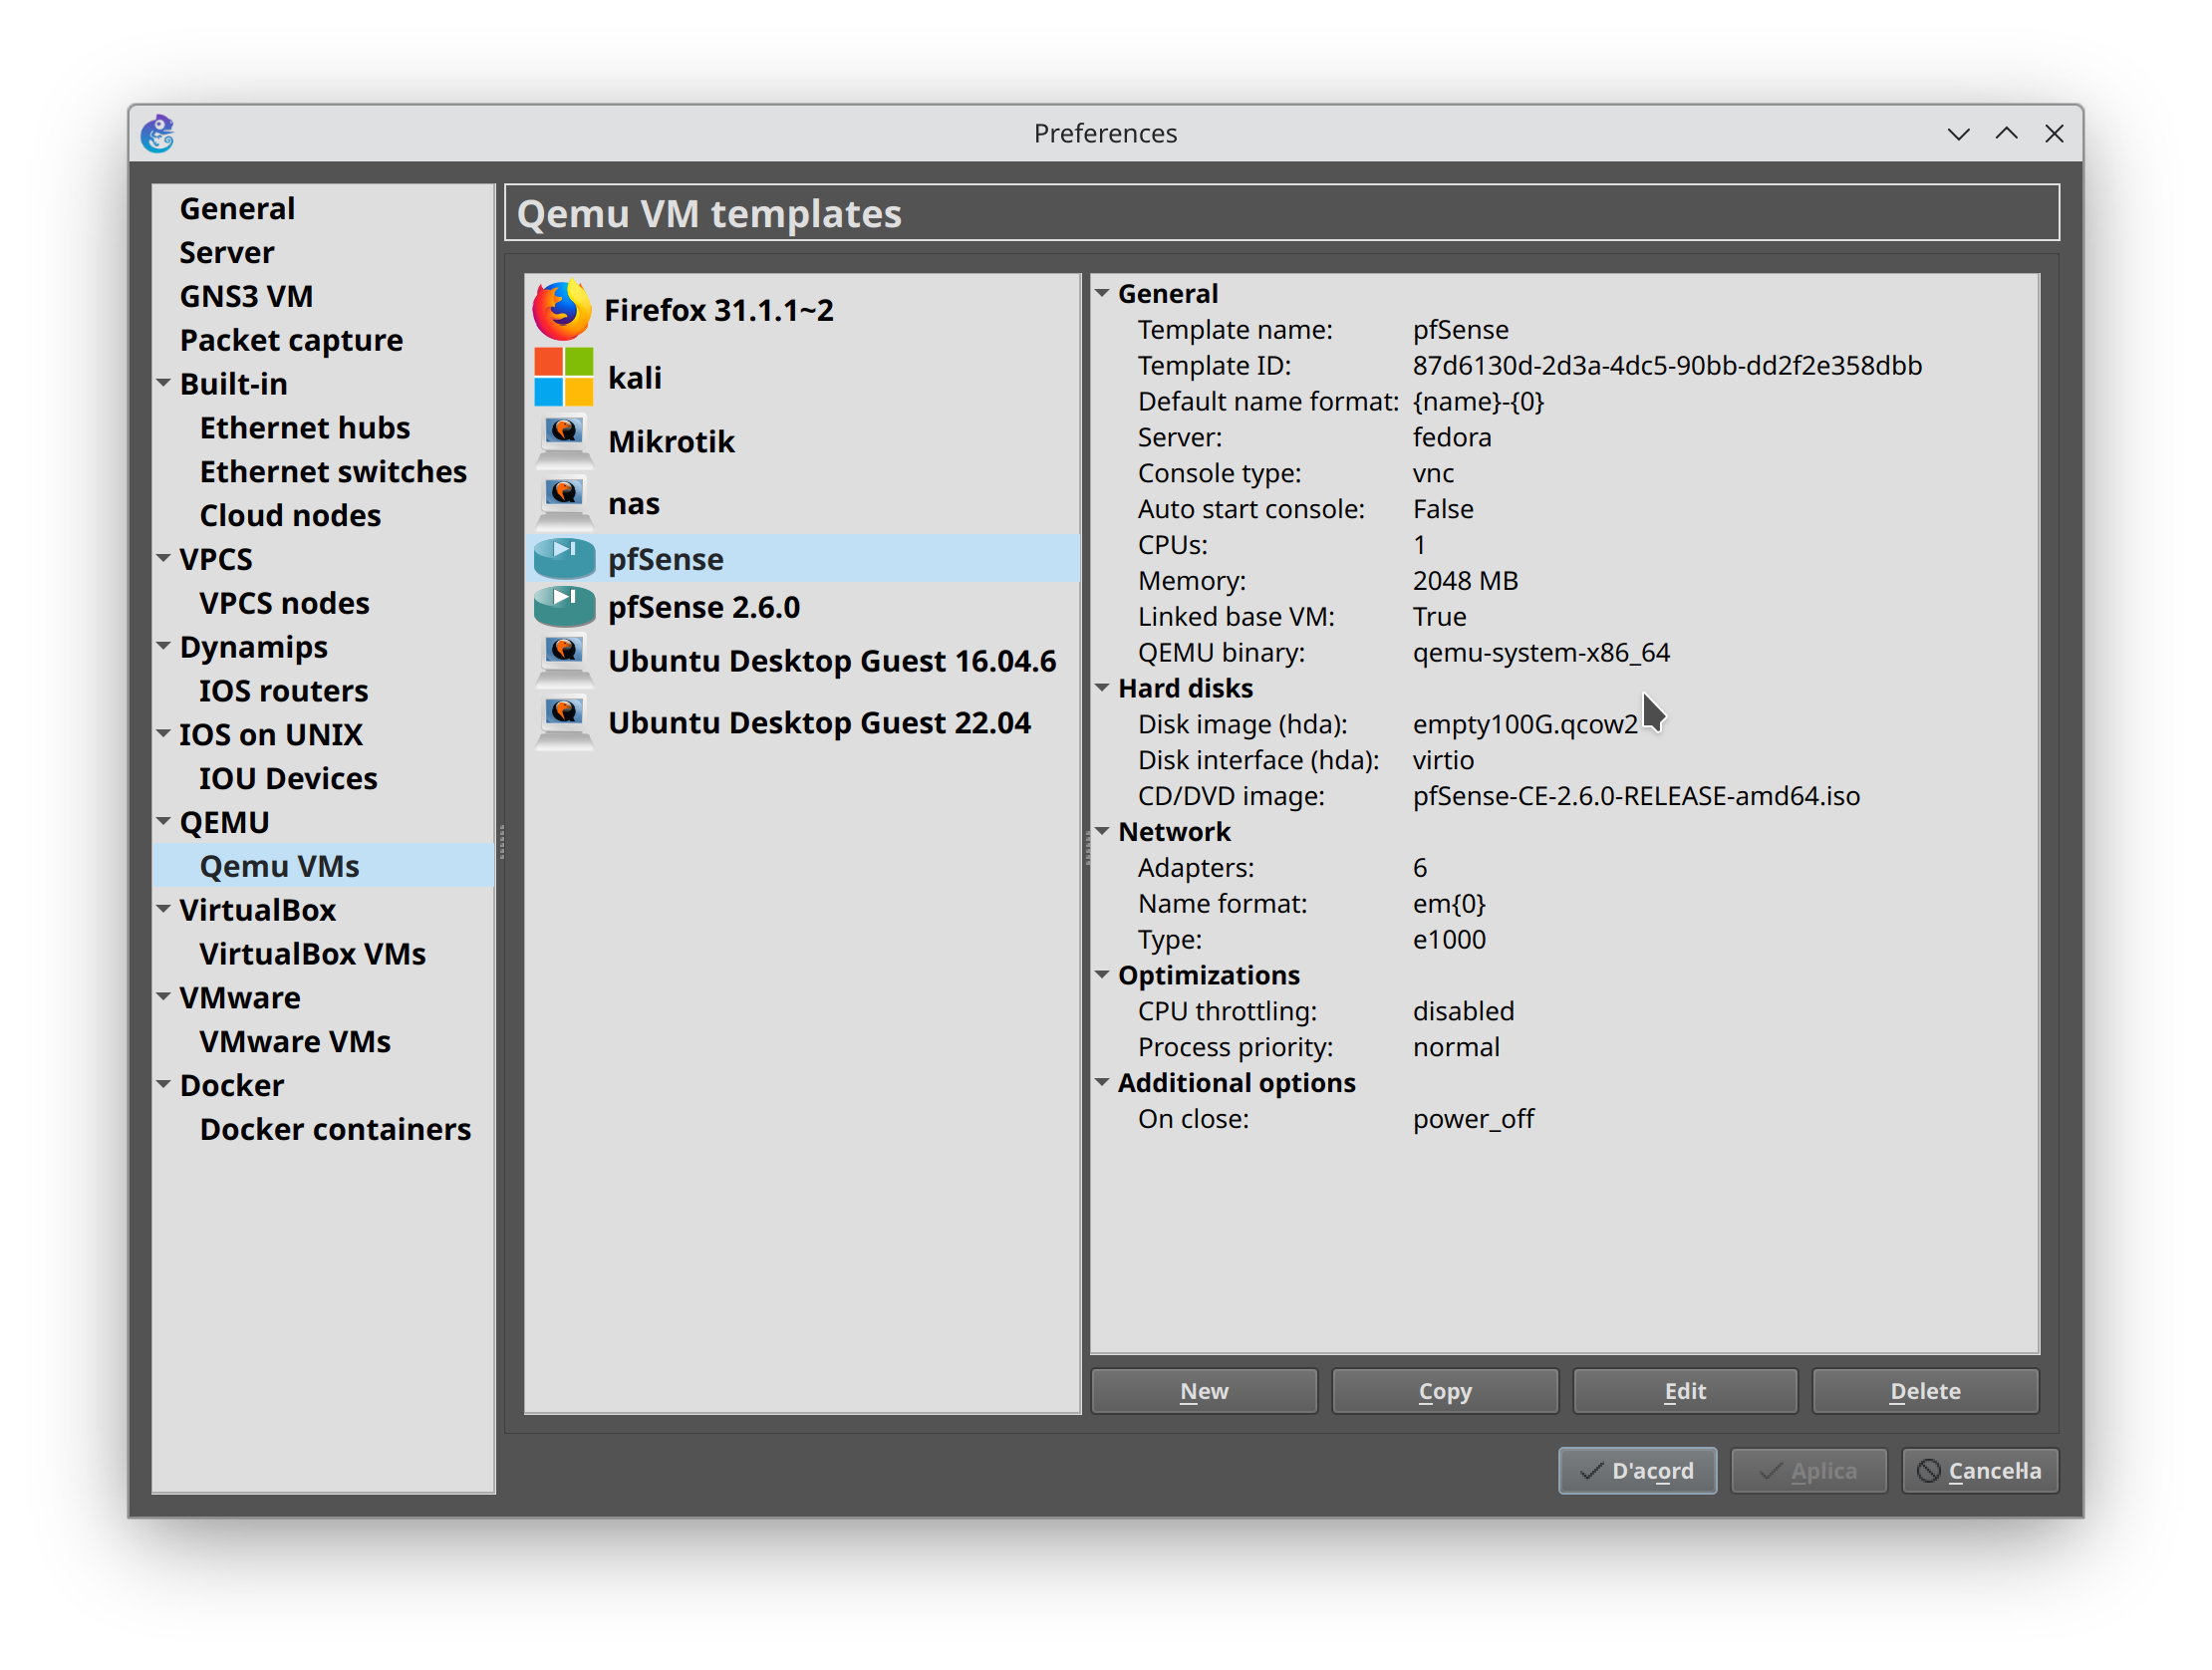 Preferences
General
Server
GNS3 VM
Packet capture
Built-in
Ethernet hubs
Ethernet switches
Cloud nodes
VPCS
VPCS nodes
Dynamips
IOS routers
IOS on UNIX
IOU Devices
QEMU
Qemu VMs
VirtualBox
VirtualBox VMs
VMware
VMware VMs
Docker
Docker containers
Qemu VM templates
Firefox 31.1.1~2
kali
Mikrotik
nas
pfSense
pfSense 2.6.0
Ubuntu Desktop Guest 16.04.6
Ubuntu Desktop Guest 22.04
General
Template name: pfSense
Template ID: 87d6130d-2d3a-4dc5-90bb-dd2f2e358dbb
Default name format: {name}-{0}
Server: fedora
Console type: vnc
Auto start console: False
CPUs: 1
Memory: 2048 MB
Linked base VM: True
QEMU binary: qemu-system-x86_64
Hard disks
Disk image (hda): empty100G.qcow2
Disk interface (hda): virtio
CD/DVD image: pfSense-CE-2.6.0-RELEASE-amd64.iso
Network
Adapters: 6
Name format: em{0}
Type: e1000
Optimizations
CPU throttling: disabled
Process priority: normal
Additional options
On close: power_off
New Copy Edit Delete
D'acord Aplica Cancel·la